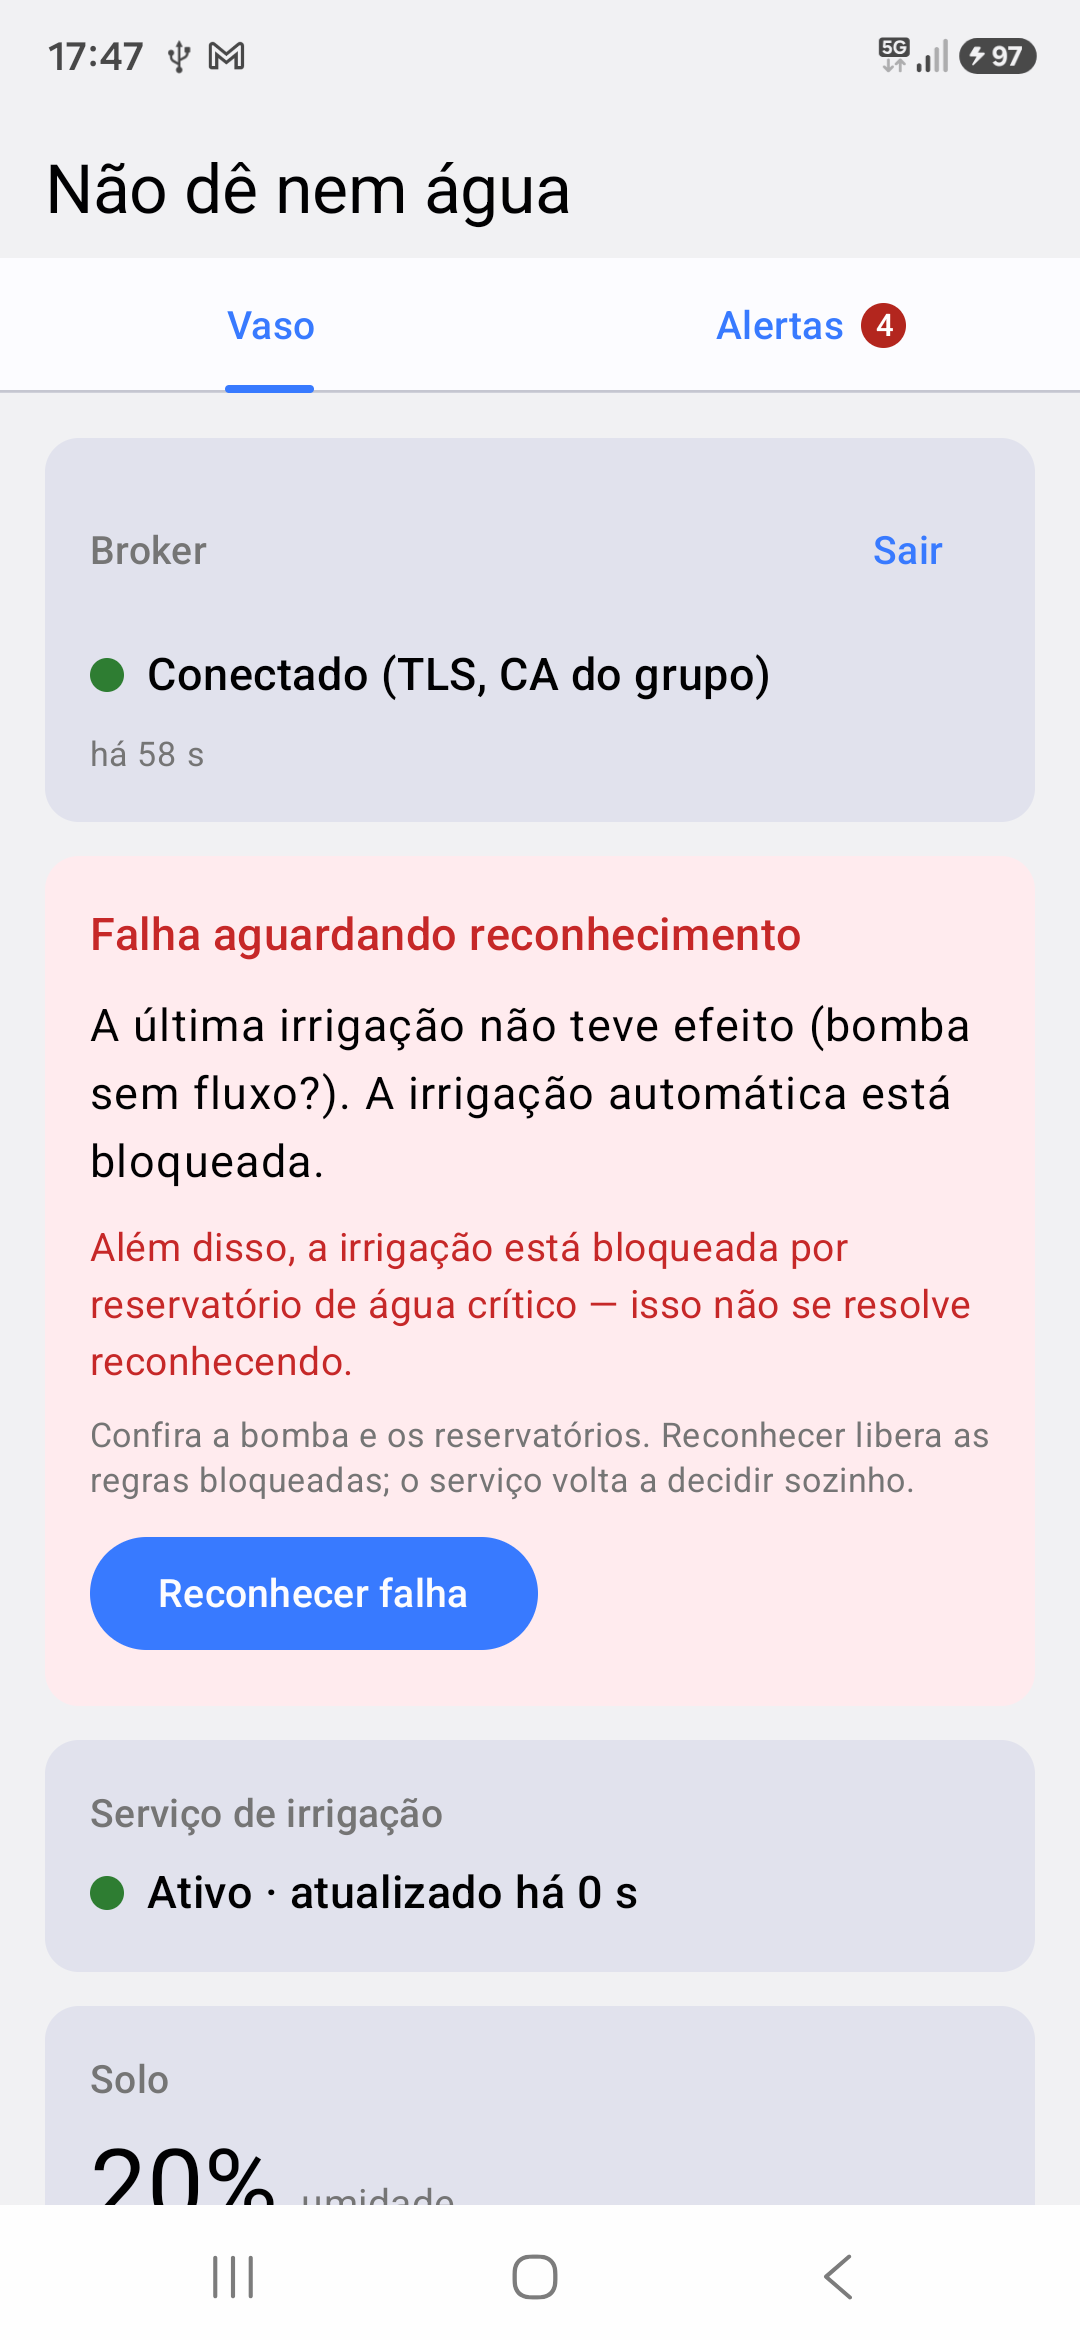 17:47
5G
97
Não dê nem água
Vaso
Alertas 4
Broker
Sair
Conectado (TLS, CA do grupo)
há 58 s
Falha aguardando reconhecimento
A última irrigação não teve efeito (bomba
sem fluxo?). A irrigação automática está
bloqueada.
Além disso, a irrigação está bloqueada por
reservatório de água crítico — isso não se resolve
reconhecendo.
Confira a bomba e os reservatórios. Reconhecer libera as
regras bloqueadas; o serviço volta a decidir sozinho.
Reconhecer falha
Serviço de irrigação
Ativo · atualizado há 0 s
Solo
20% umidade